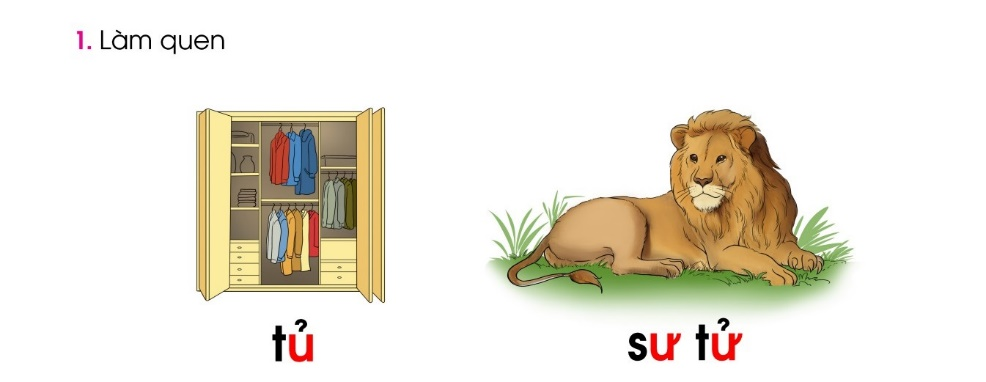 1. Làm quen
tủ sư tử